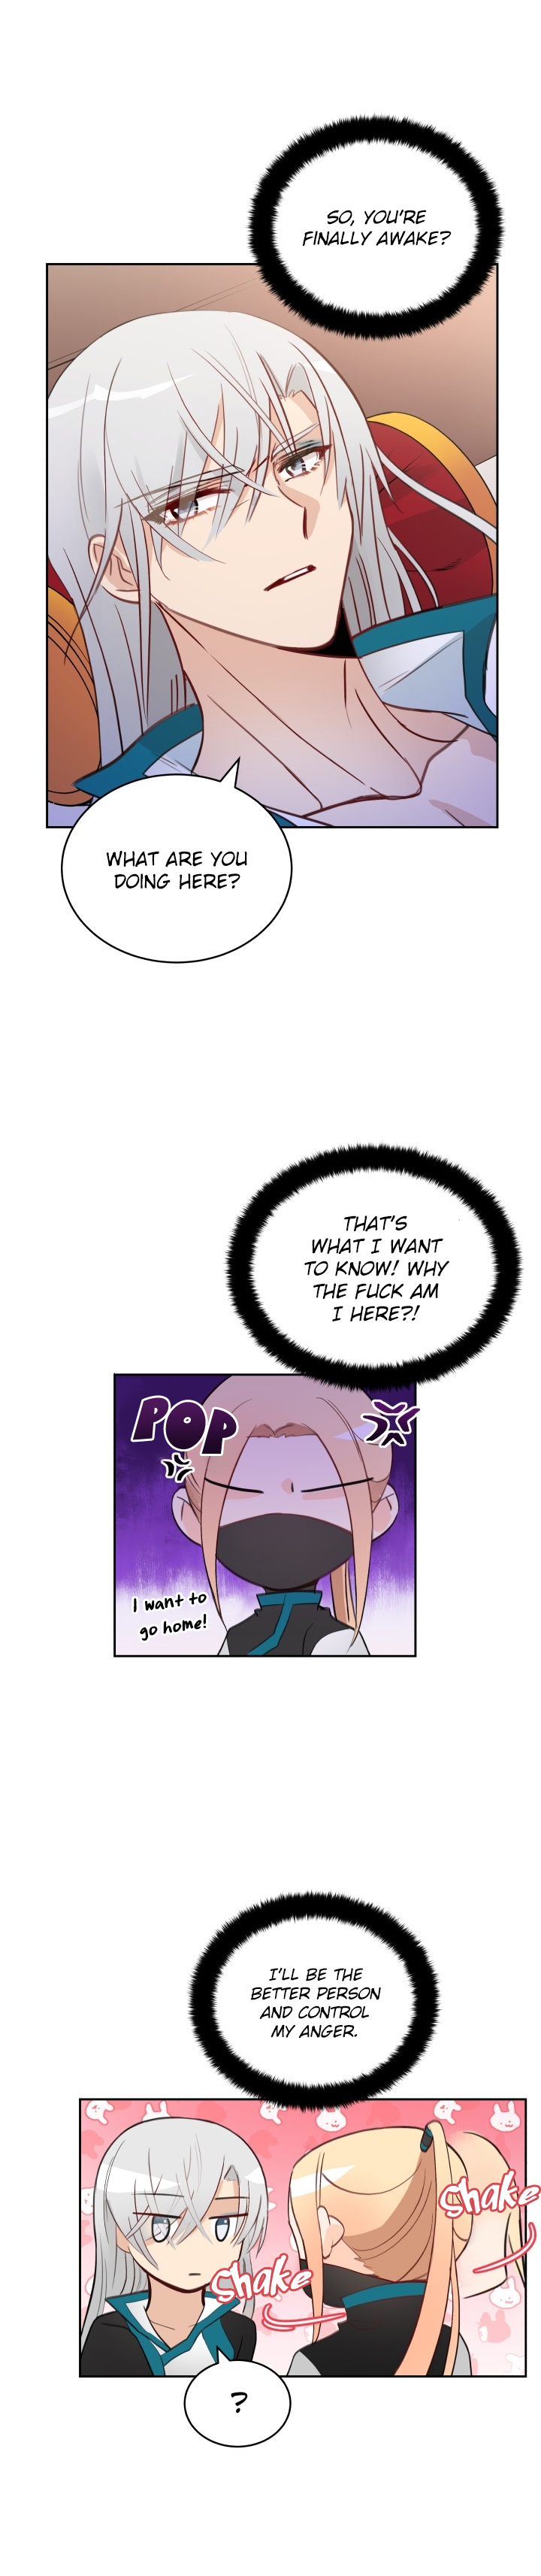 SO, YOU'RE
FINALLY AWAKE?
WHAT ARE YOU
DOING HERE?
THAT'S
WHAT I WANT
TO KNOW! WHY
THE FUCK AM
I HERE?!
POP
I want to
go home!
I'LL BE THE
BETTER PERSON
AND CONTROL
MY ANGER.
Shake
Shake
?